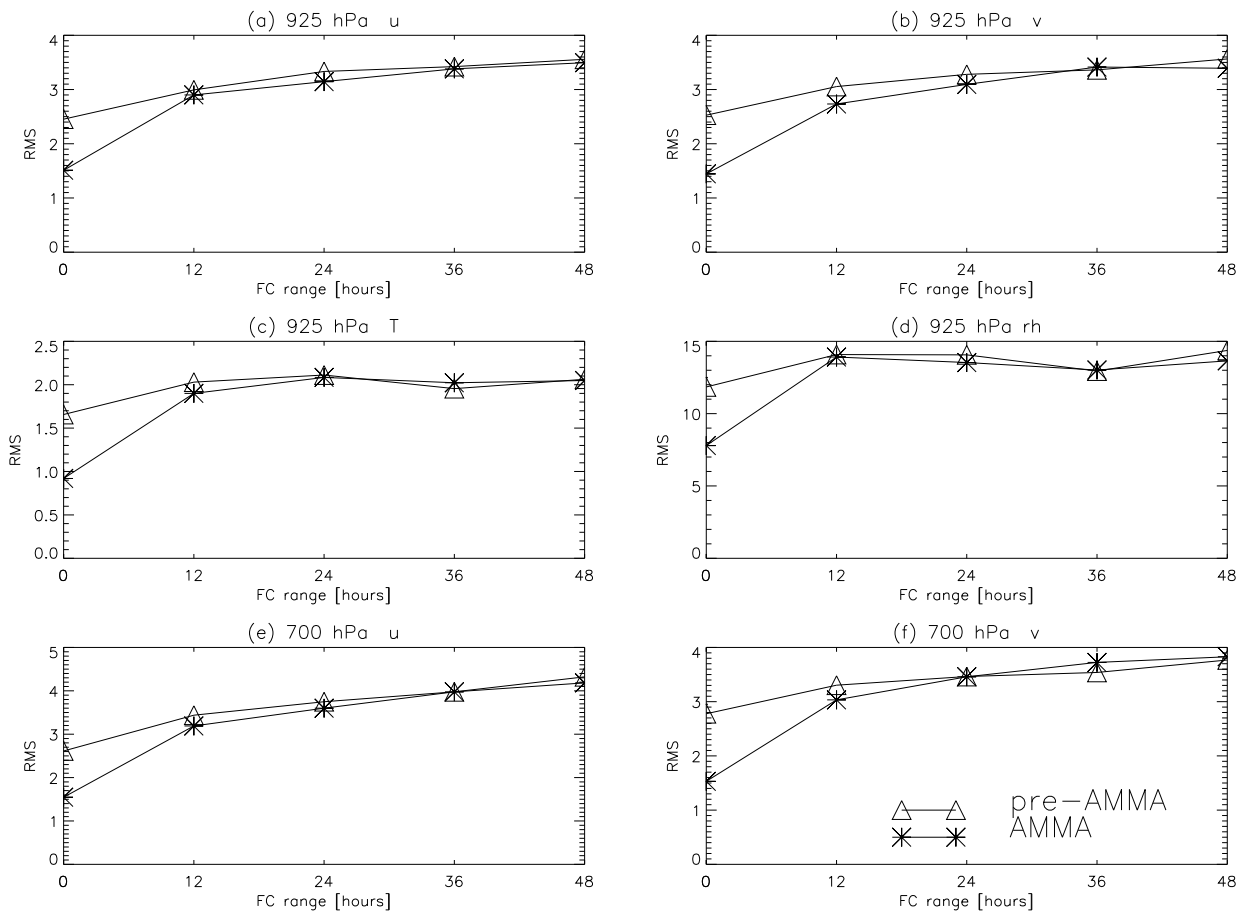 (a) 925 hPa u
4
3
2
1
0
RMS
0 12 24 36 48
FC range [hours]
(b) 925 hPa v
4
3
2
1
0
RMS
0 12 24 36 48
FC range [hours]
(c) 925 hPa T
2.5
2.0
1.5
1.0
0.5
0.0
RMS
0 12 24 36 48
FC range [hours]
(d) 925 hPa rh
15
10
5
0
RMS
0 12 24 36 48
FC range [hours]
(e) 700 hPa u
5
4
3
2
1
0
RMS
0 12 24 36 48
FC range [hours]
(f) 700 hPa v
4
3
2
1
0
RMS
pre-AMMA
AMMA
0 12 24 36 48
FC range [hours]